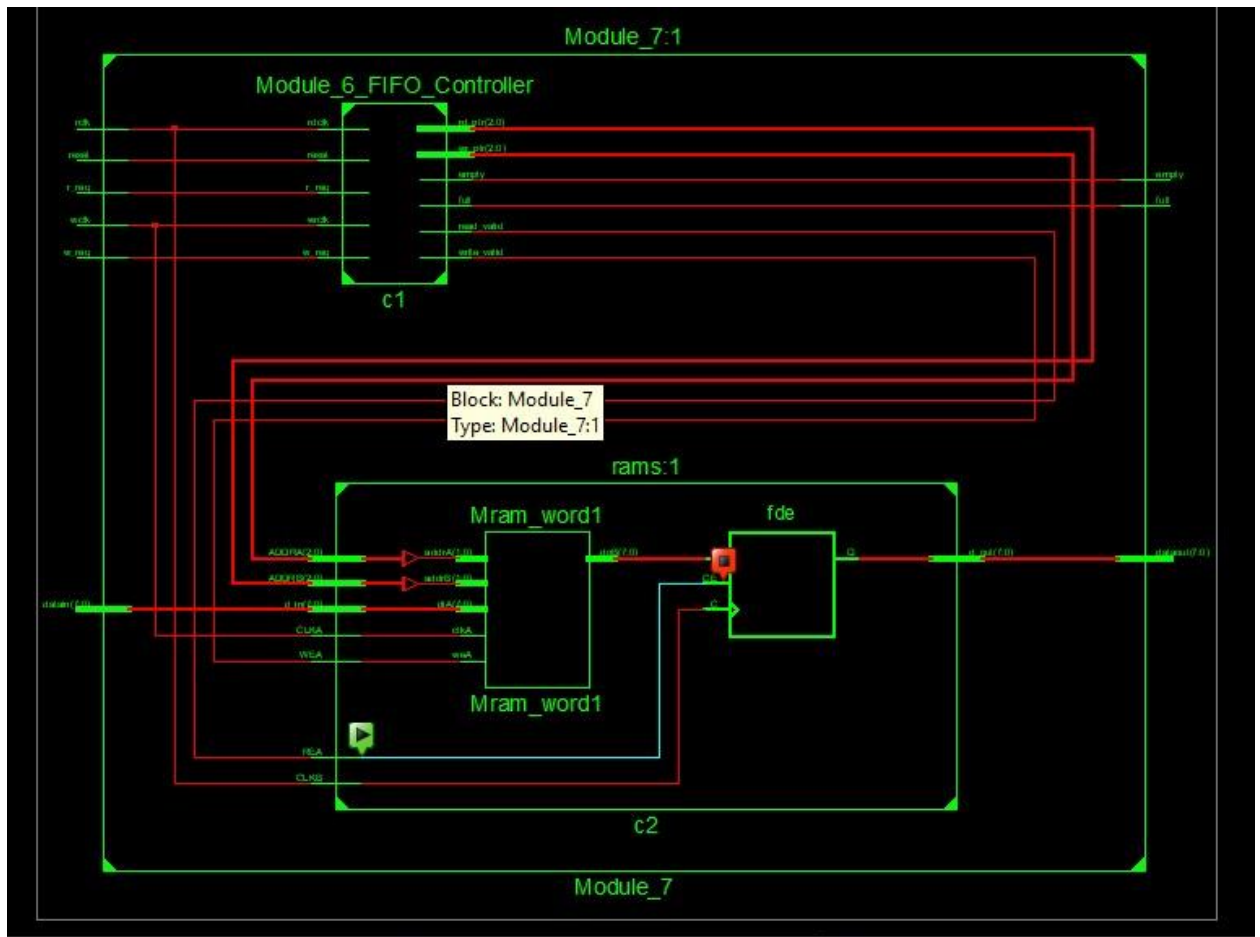 Module_7:1
Module_6_FIFO_Controller
rdclk rdclk rd_ptr(2:0)
reset reset wr_ptr(2:0)
empty empty
r_req r_req full full
wrclk wrclk read_valid
w_req w_req write_valid
c1
Block: Module_7
Type: Module_7:1
rams:1
Mram_word1
fde
ADDRA(2:0) addrA(2:0) doB(7:0) Q d_out(7:0) dataout(7:0)
ADDRB(2:0) addrB(2:0) CE
datain(7:0) d_in(7:0) diA(7:0) C
CLKA clkA
WEA weA
Mram_word1
REA
CLKB
c2
Module_7